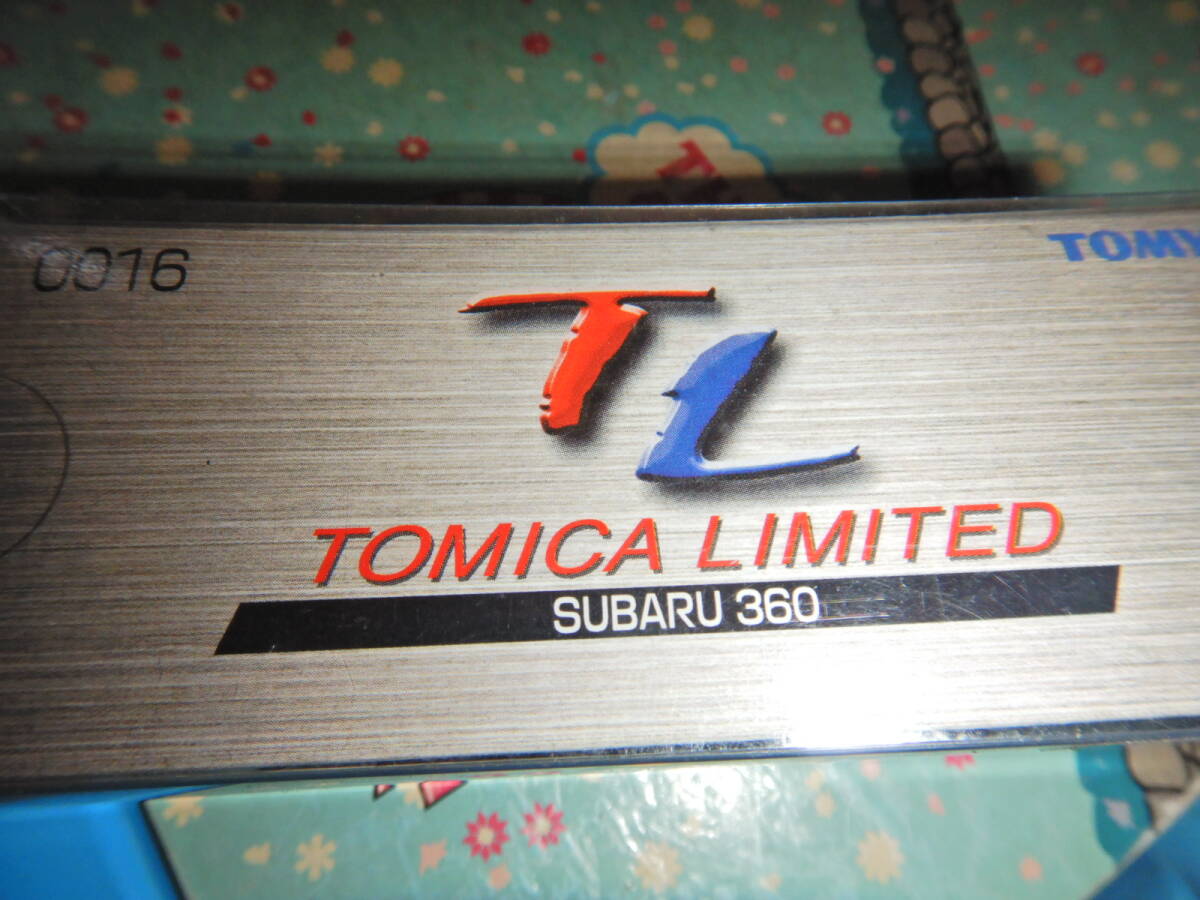 0016
TOMY
TL
TOMICA LIMITED
SUBARU 360